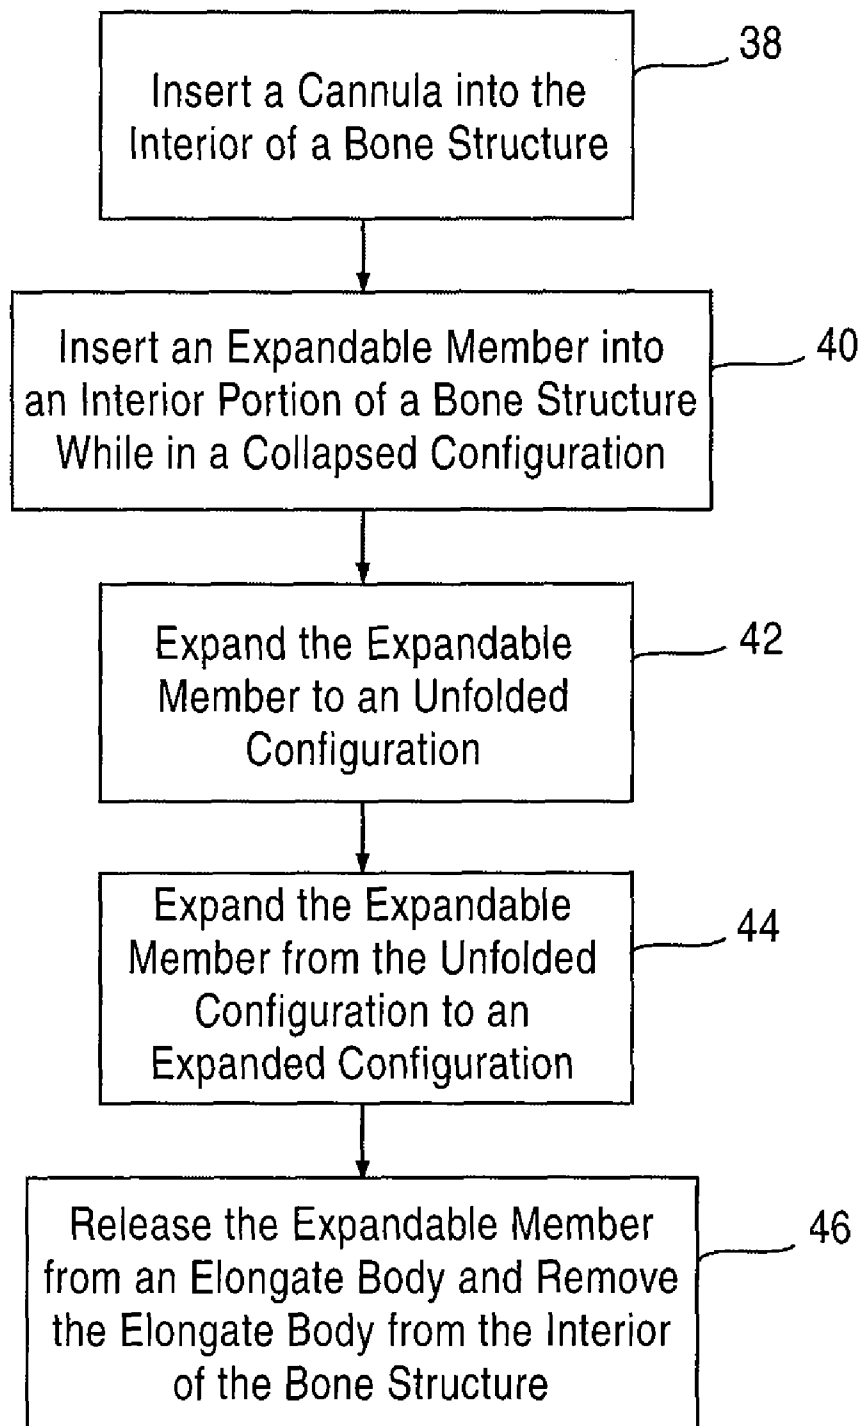 38
Insert a Cannula into the
Interior of a Bone Structure
40
Insert an Expandable Member into
an Interior Portion of a Bone Structure
While in a Collapsed Configuration
42
Expand the Expandable
Member to an Unfolded
Configuration
44
Expand the Expandable
Member from the Unfolded
Configuration to an
Expanded Configuration
46
Release the Expandable Member
from an Elongate Body and Remove
the Elongate Body from the Interior
of the Bone Structure